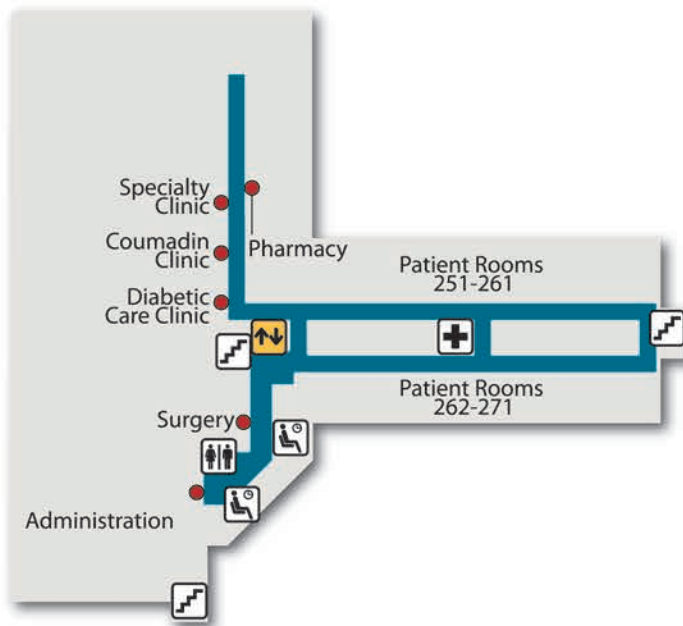 Specialty
Clinic
Coumadin
Clinic
Pharmacy
Diabetic
Care Clinic
Patient Rooms
251-261
Patient Rooms
262-271
Surgery
Administration